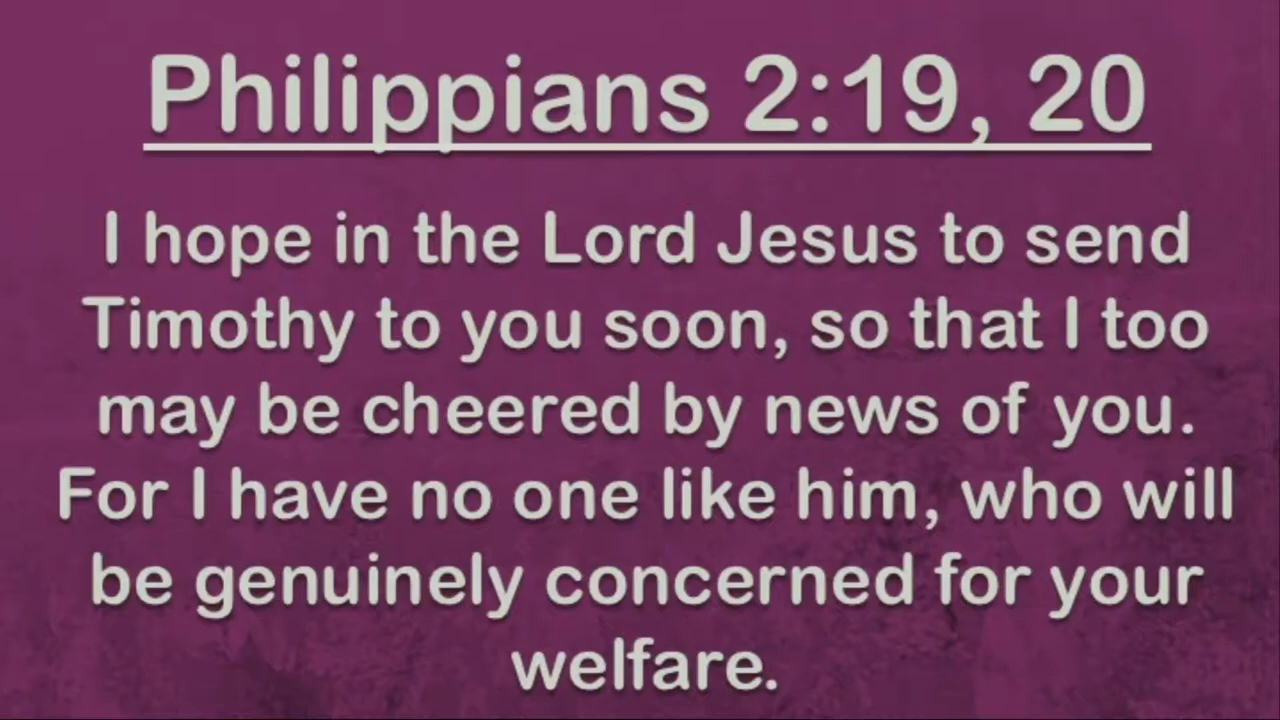 Philippians 2:19, 20
I hope in the Lord Jesus to send
Timothy to you soon, so that I too
may be cheered by news of you.
For I have no one like him, who will
be genuinely concerned for your
welfare.